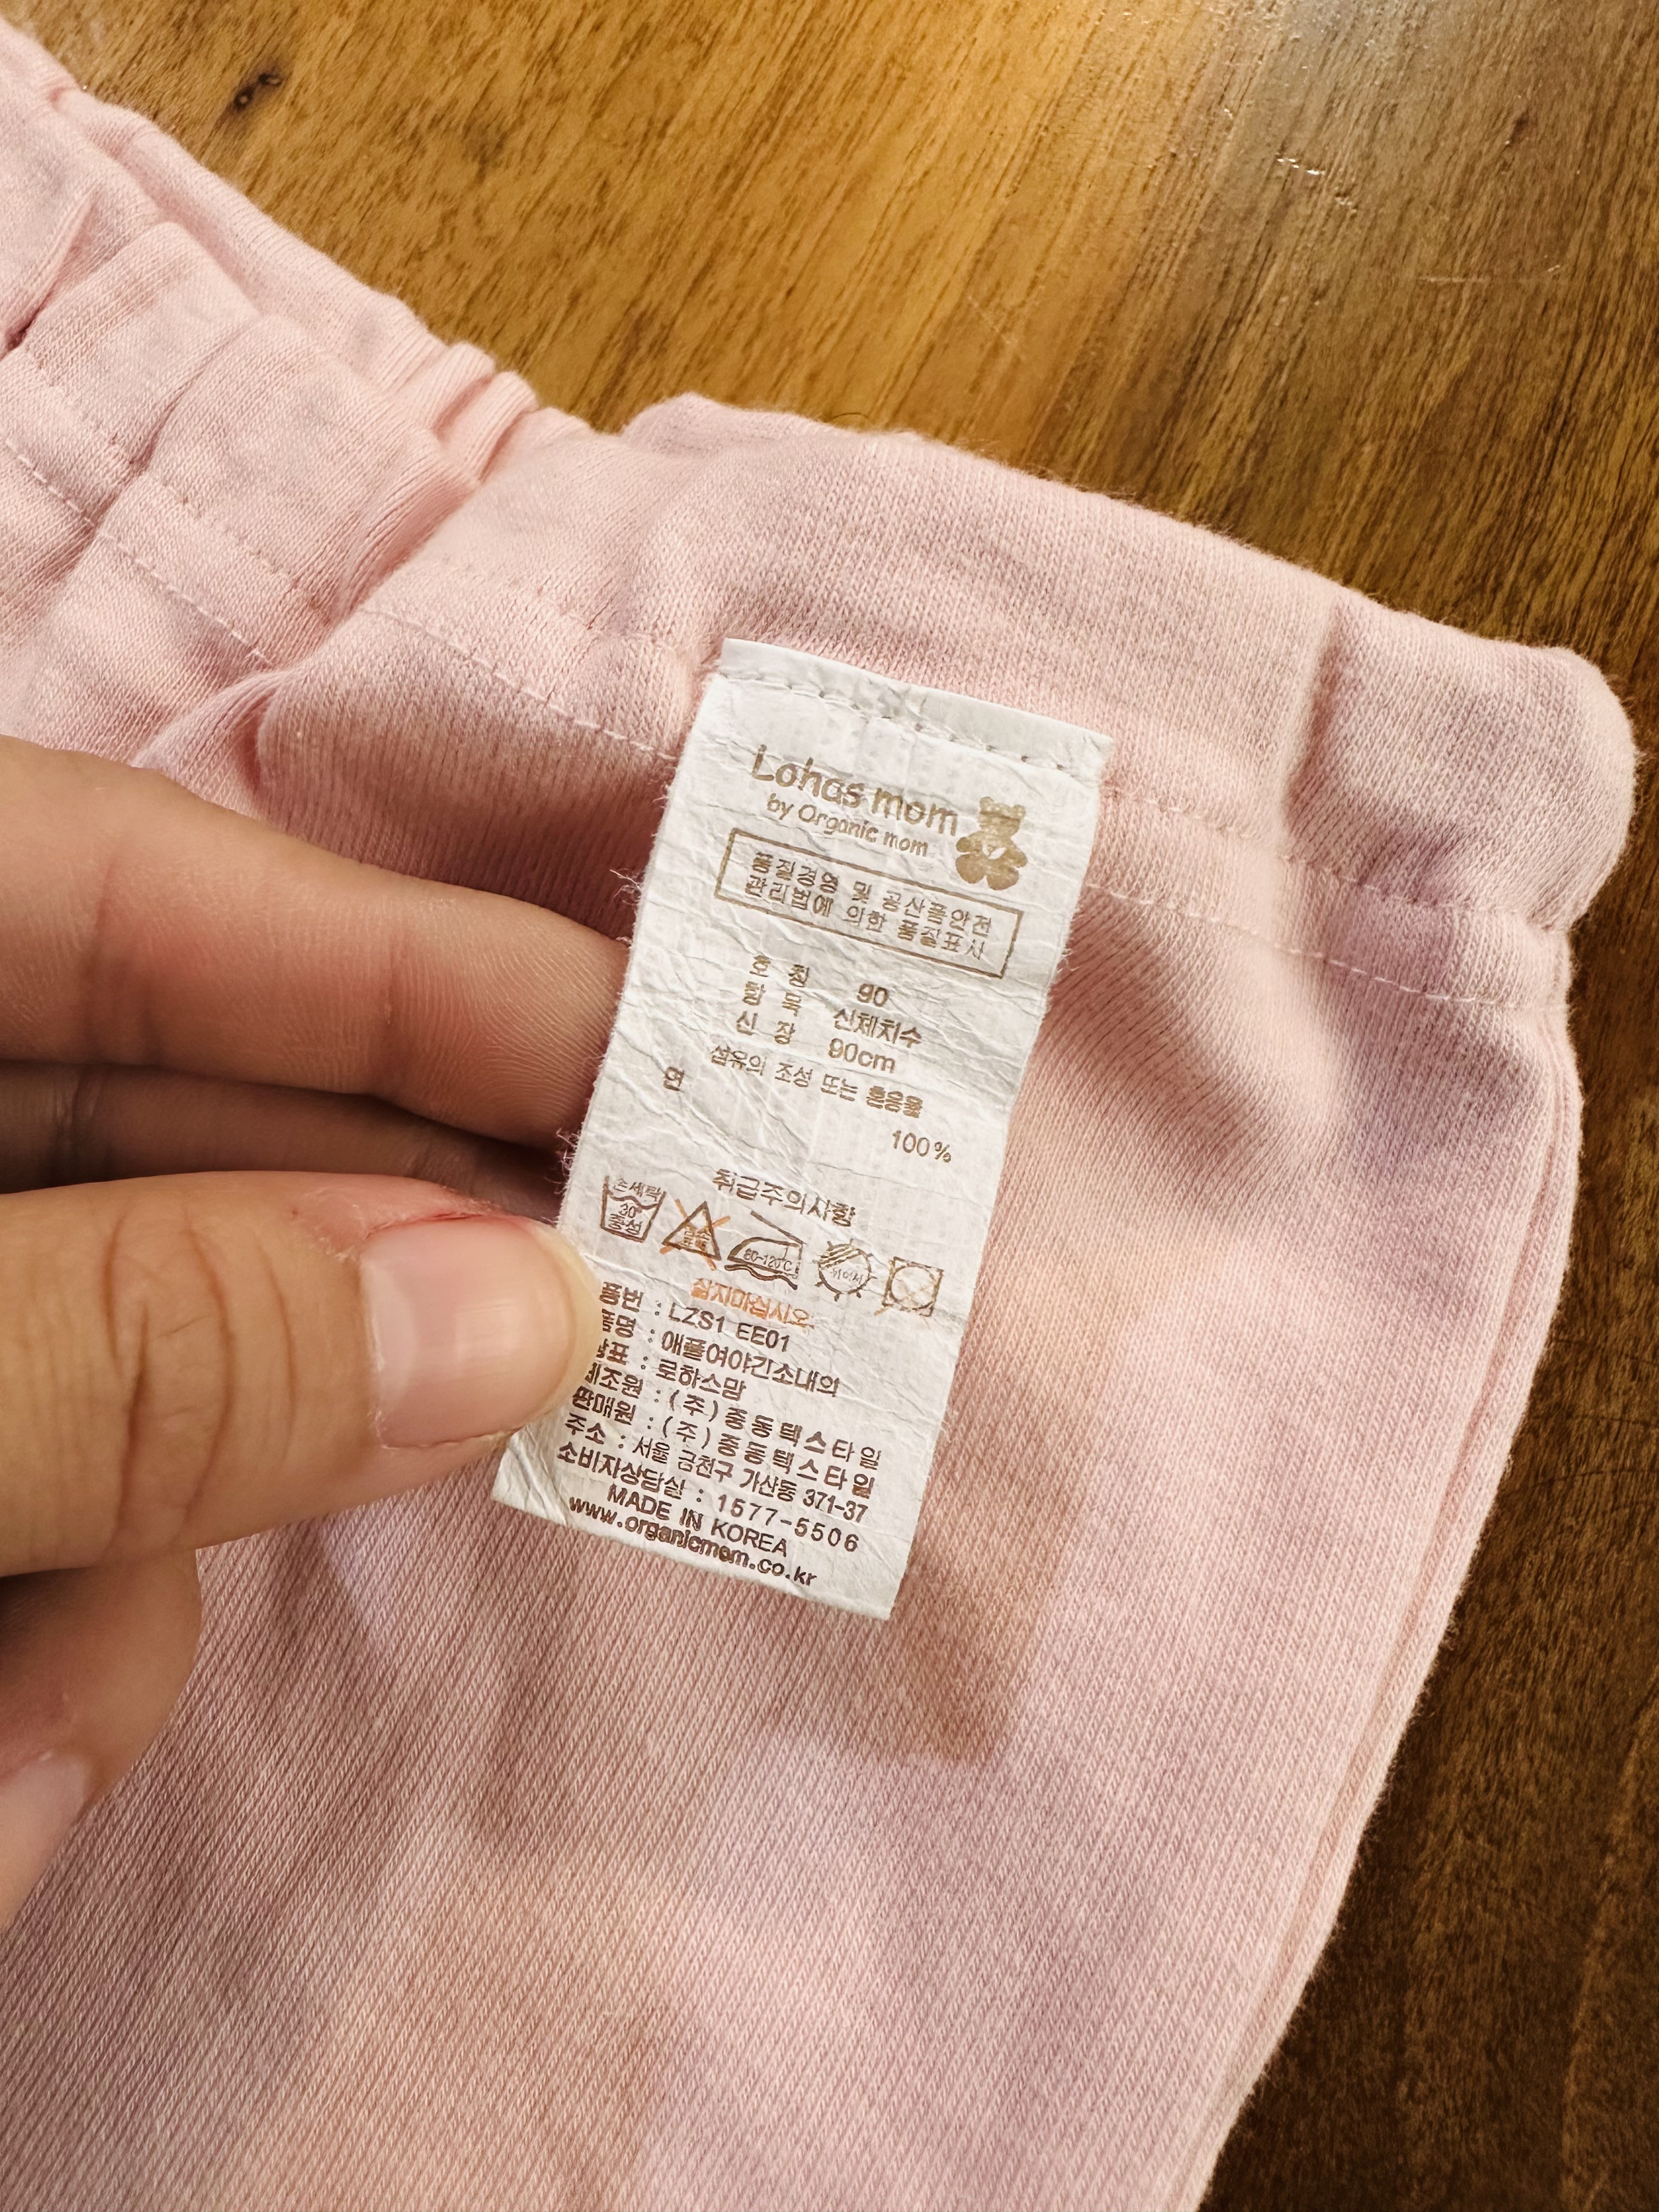 Lohas mom
by Organic mom
품질경영 및 공산품안전
관리법에 의한 품질표시
호 칭 90
항 목 신체치수
신 장 90cm
섬유의 조성 또는 혼용율
면
100%
취급주의사항
손세탁
30°
중성
염소
80~120°C
뉘어서
삶지마십시오.
품번 : LZS1 EE01
품명 : 애플여아긴소내의
상표 : 로하스맘
제조원 : (주)중동텍스타일
판매원 : (주)중동텍스타일
주소 : 서울 금천구 가산동 371-37
소비자상담실 : 1577-5506
MADE IN KOREA
www.organicmom.co.kr